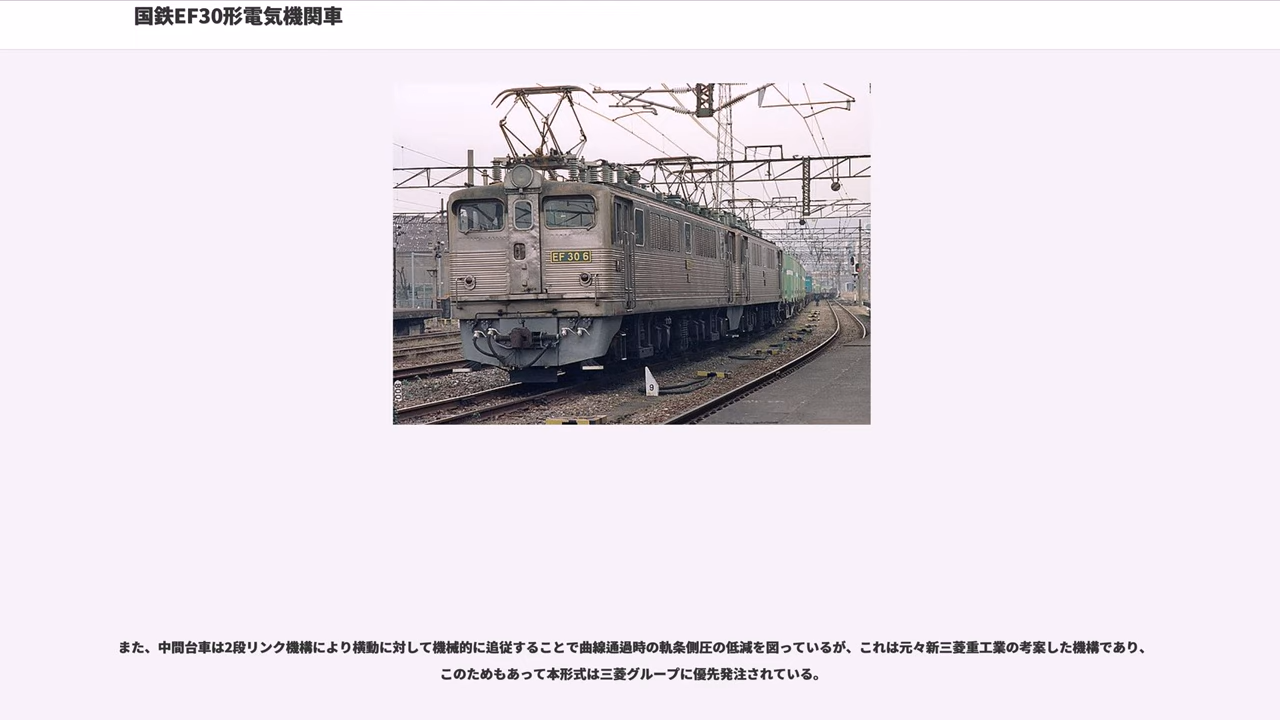 国鉄EF30形電気機関車
EF 30 6
9
また、中間台車は2段リンク機構により横動に対して機械的に追従することで曲線通過時の軌条側圧の低減を図っているが、これは元々新三菱重工業の考案した機構であり、
このためもあって本形式は三菱グループに優先発注されている。